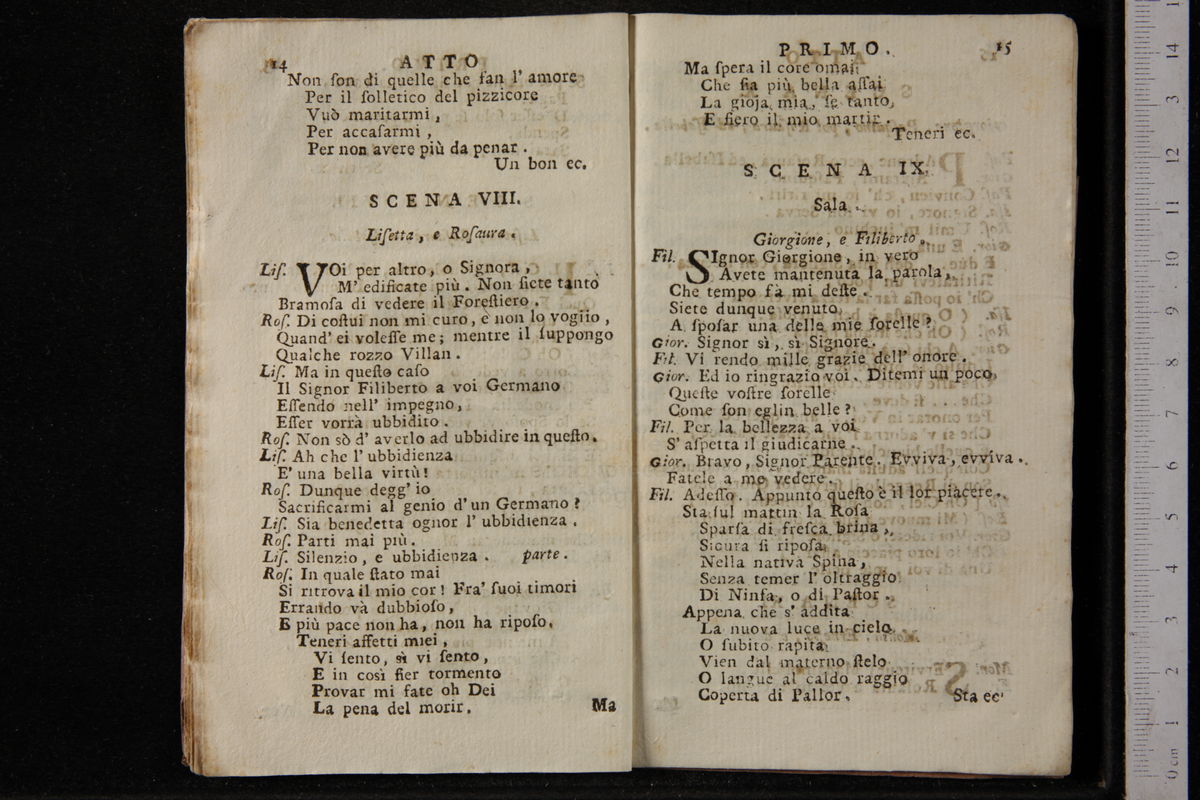 14 ATTO
Non ſon di quelle che fan l' amore
Per il ſolletico del pizzicore
Vuò maritarmi,
Per accaſarmi,
Per non avere più da penar.
Un bon ec.
SCENA VIII.
Liſetta, e Roſaura.
Liſ. VOi per altro, o Signora,
M' edificate più. Non ſiete tanto
Bramoſa di vedere il Foreſtiero.
Roſ. Di coſtui non mi curo, e non lo voglio,
Quand' ei voleſſe me; mentre il ſuppongo
Qualche rozzo Villan.
Liſ. Ma in queſto caſo
Il Signor Filiberto a voi Germano
Eſſendo nell' impegno,
Eſſer vorrà ubbidito.
Roſ. Non sò d' averlo ad ubbidire in queſto.
Liſ. Ah che l' ubbidienza
E' una bella virtù!
Roſ. Dunque degg' io
Sacrificarmi al genio d' un Germano?
Liſ. Sia benedetta ognor l' ubbidienza.
Roſ. Parti mai più.
Liſ. Silenzio, e ubbidienza. parte.
Roſ. In quale ſtato mai
Si ritrova il mio cor! Fra' ſuoi timori
Errando và dubbioſo,
E più pace non ha, non ha ripoſo.
Teneri affetti miei,
Vi ſento, sì vi ſento,
E in così fier tormento
Provar mi fate oh Dei
La pena del morir.
Ma
PRIMO. 15
Ma ſpera il core omai
Che ſia più bella aſſai
La gioja mia, ſe tanto
E fiero il mio martir.
Teneri ec.
SCENA IX.
Sala.
Giorgione, e Filiberto.
Fil. SIgnor Giorgione, in vero
Avete mantenuta la parola,
Che tempo fà mi deſte.
Siete dunque venuto
A ſpoſar una delle mie ſorelle?
Gior. Signor sì, sì Signore.
Fil. Vi rendo mille grazie dell' onore.
Gior. Ed io ringrazio voi. Ditemi un poco,
Queſte voſtre ſorelle
Come ſon eglin belle?
Fil. Per la bellezza a voi
S' aſpetta il giudicarne.
Gior. Bravo, Signor Parente. Evviva, evviva.
Fatele a me vedere.
Fil. Adeſſo. Appunto queſto è il lor piacere.
Sta ſul mattin la Roſa
Sparſa di freſca brina,
Sicura ſi ripoſa
Nella nativa Spina,
Senza temer l' oltraggio
Di Ninfa, o di Paſtor.
Appena che s' addita
La nuova luce in cielo,
O ſubito rapita
Vien dal materno ſtelo
O langue al caldo raggio
Coperta di Pallor.
Sta ec